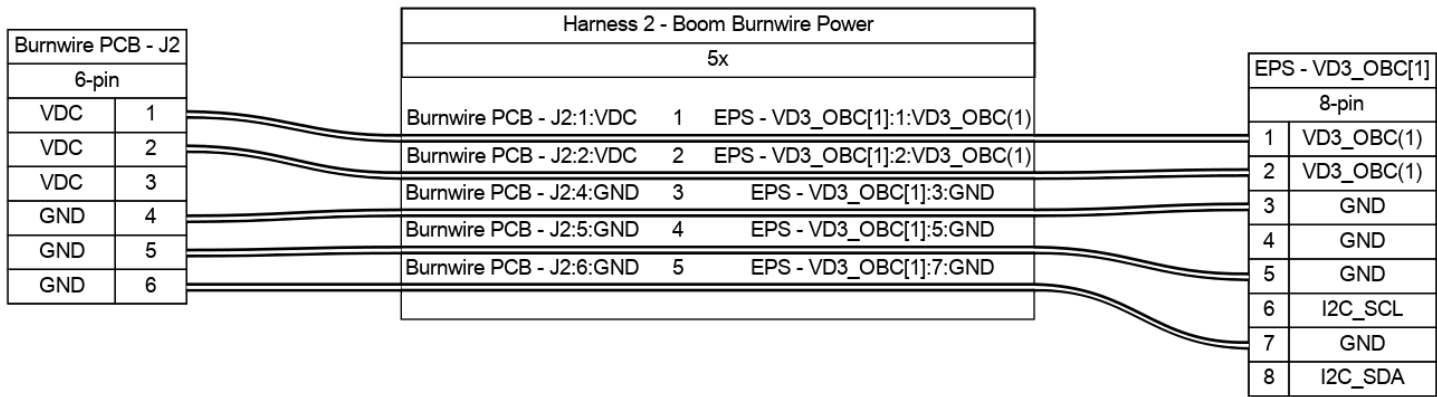 Burnwire PCB - J2
6-pin
VDC 1
VDC 2
VDC 3
GND 4
GND 5
GND 6
Harness 2 - Boom Burnwire Power
5x
Burnwire PCB - J2:1:VDC 1 EPS - VD3_OBC[1]:1:VD3_OBC(1)
Burnwire PCB - J2:2:VDC 2 EPS - VD3_OBC[1]:2:VD3_OBC(1)
Burnwire PCB - J2:4:GND 3 EPS - VD3_OBC[1]:3:GND
Burnwire PCB - J2:5:GND 4 EPS - VD3_OBC[1]:5:GND
Burnwire PCB - J2:6:GND 5 EPS - VD3_OBC[1]:7:GND
EPS - VD3_OBC[1]
8-pin
1 VD3_OBC(1)
2 VD3_OBC(1)
3 GND
4 GND
5 GND
6 I2C_SCL
7 GND
8 I2C_SDA